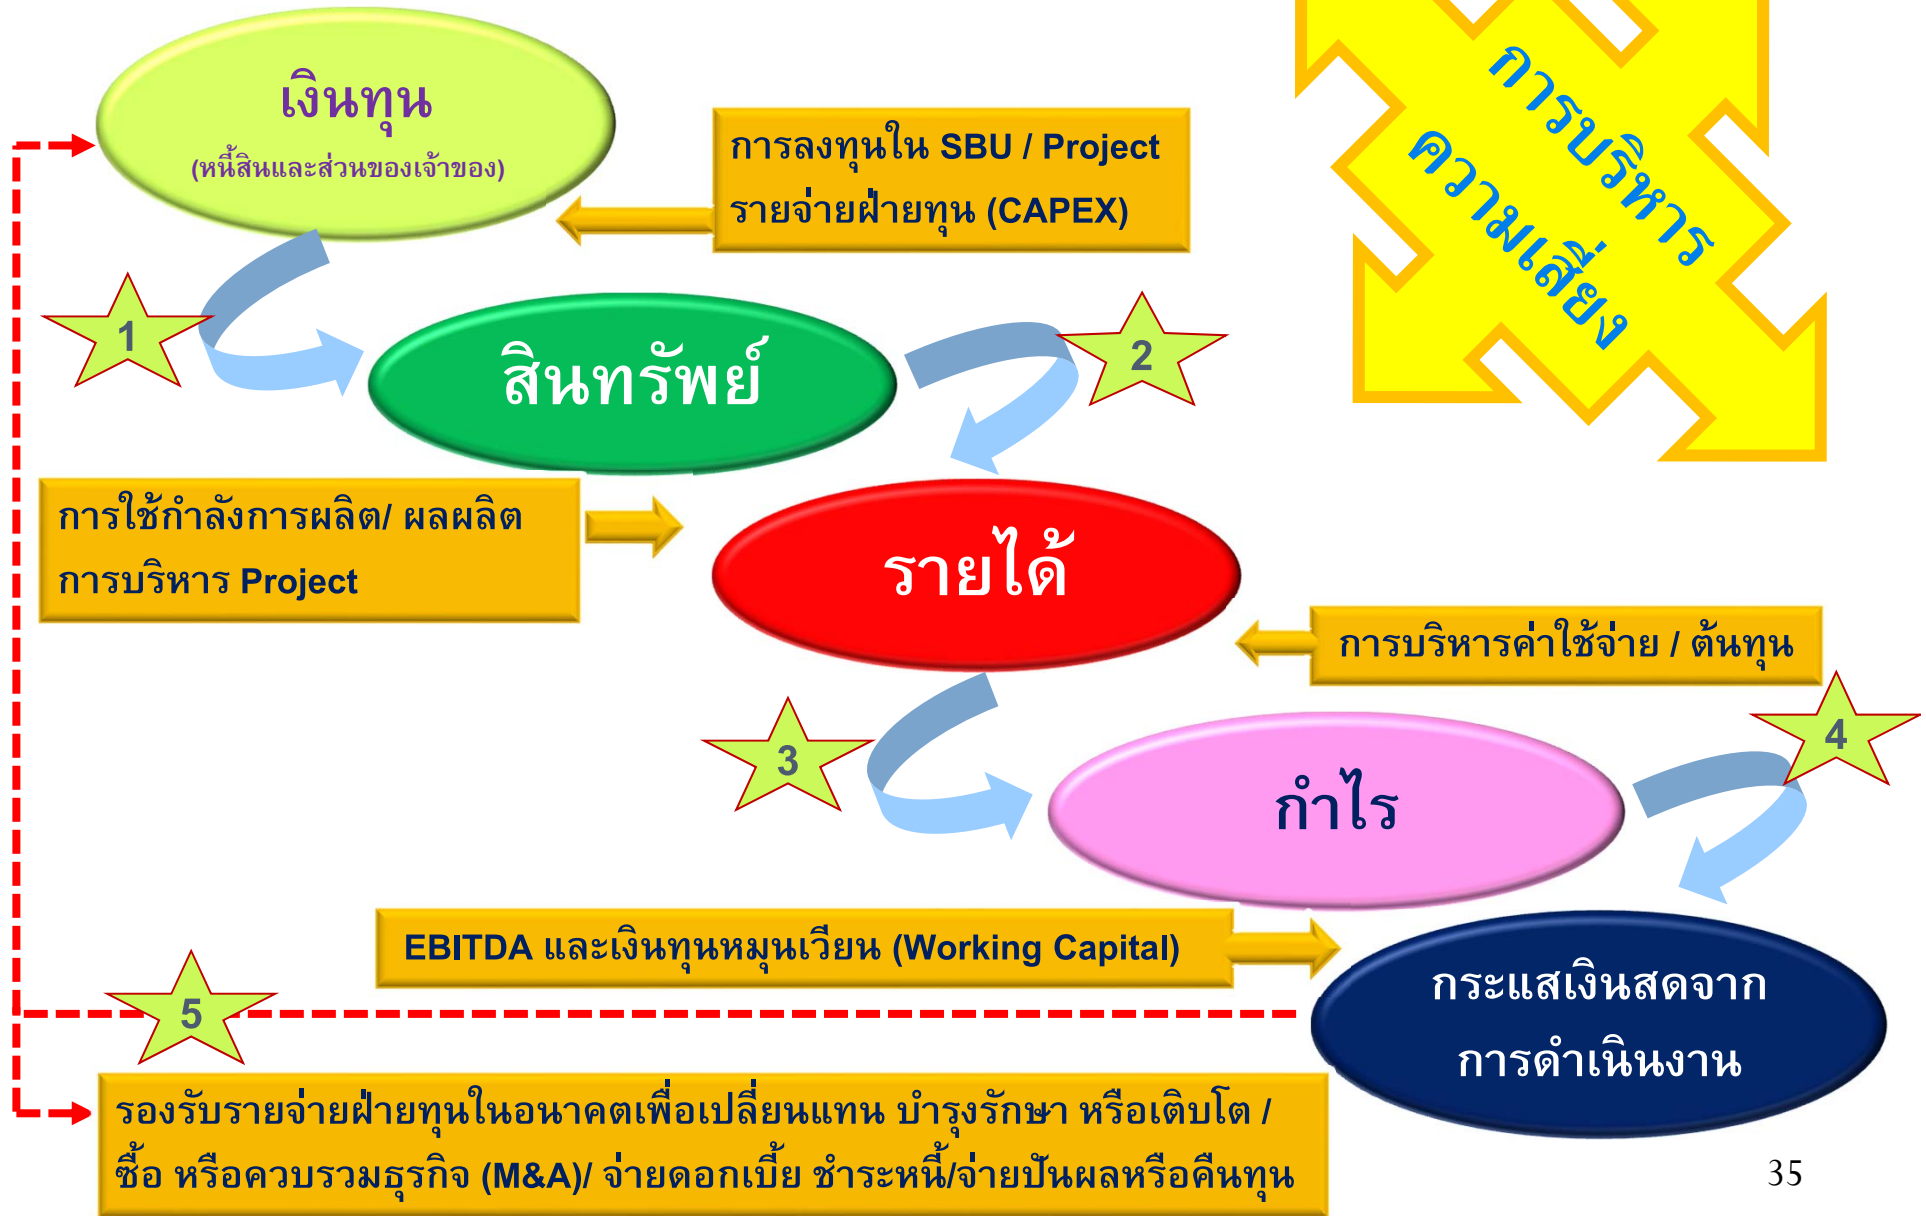 เงินทุน
(หนี้สินและส่วนของเจ้าของ)
การลงทุนใน SBU / Project
รายจ่ายฝ่ายทุน (CAPEX)
การบริหาร
ความเสี่ยง
1
สินทรัพย์
2
การใช้กำลังการผลิต/ ผลผลิต
การบริหาร Project
รายได้
การบริหารค่าใช้จ่าย / ต้นทุน
3
กำไร
4
EBITDA และเงินทุนหมุนเวียน (Working Capital)
กระแสเงินสดจาก
การดำเนินงาน
5
รองรับรายจ่ายฝ่ายทุนในอนาคตเพื่อเปลี่ยนแทน บำรุงรักษา หรือเติบโต /
ซื้อ หรือควบรวมธุรกิจ (M&A)/ จ่ายดอกเบี้ย ชำระหนี้/จ่ายปันผลหรือคืนทุน
35